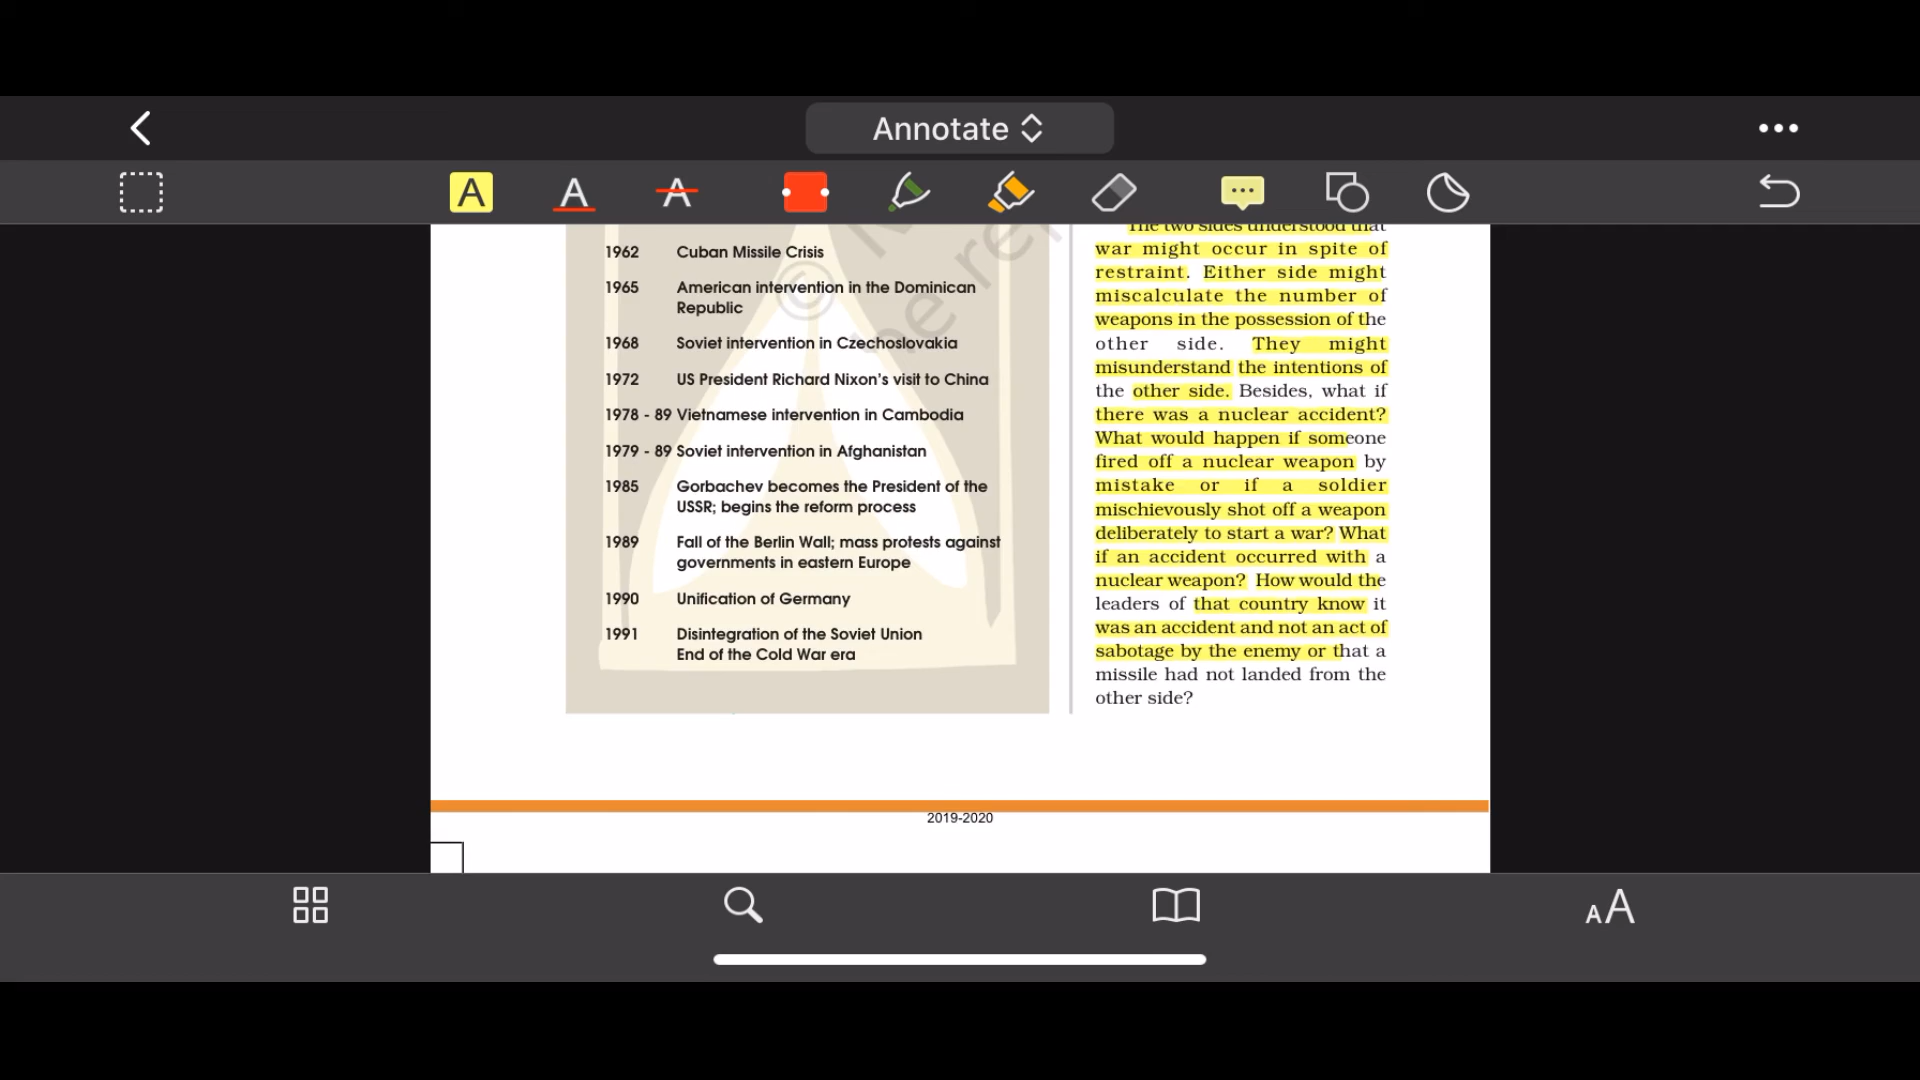 Annotate
A A A
1962 Cuban Missile Crisis
1965 American intervention in the Dominican
Republic
1968 Soviet intervention in Czechoslovakia
1972 US President Richard Nixon's visit to China
1978 - 89 Vietnamese intervention in Cambodia
1979 - 89 Soviet intervention in Afghanistan
1985 Gorbachev becomes the President of the
USSR; begins the reform process
1989 Fall of the Berlin Wall; mass protests against
governments in eastern Europe
1990 Unification of Germany
1991 Disintegration of the Soviet Union
End of the Cold War era
The two sides understood that
war might occur in spite of
restraint. Either side might
miscalculate the number of
weapons in the possession of the
other side. They might
misunderstand the intentions of
the other side. Besides, what if
there was a nuclear accident?
What would happen if someone
fired off a nuclear weapon by
mistake or if a soldier
mischievously shot off a weapon
deliberately to start a war? What
if an accident occurred with a
nuclear weapon? How would the
leaders of that country know it
was an accident and not an act of
sabotage by the enemy or that a
missile had not landed from the
other side?
2019-2020
AA